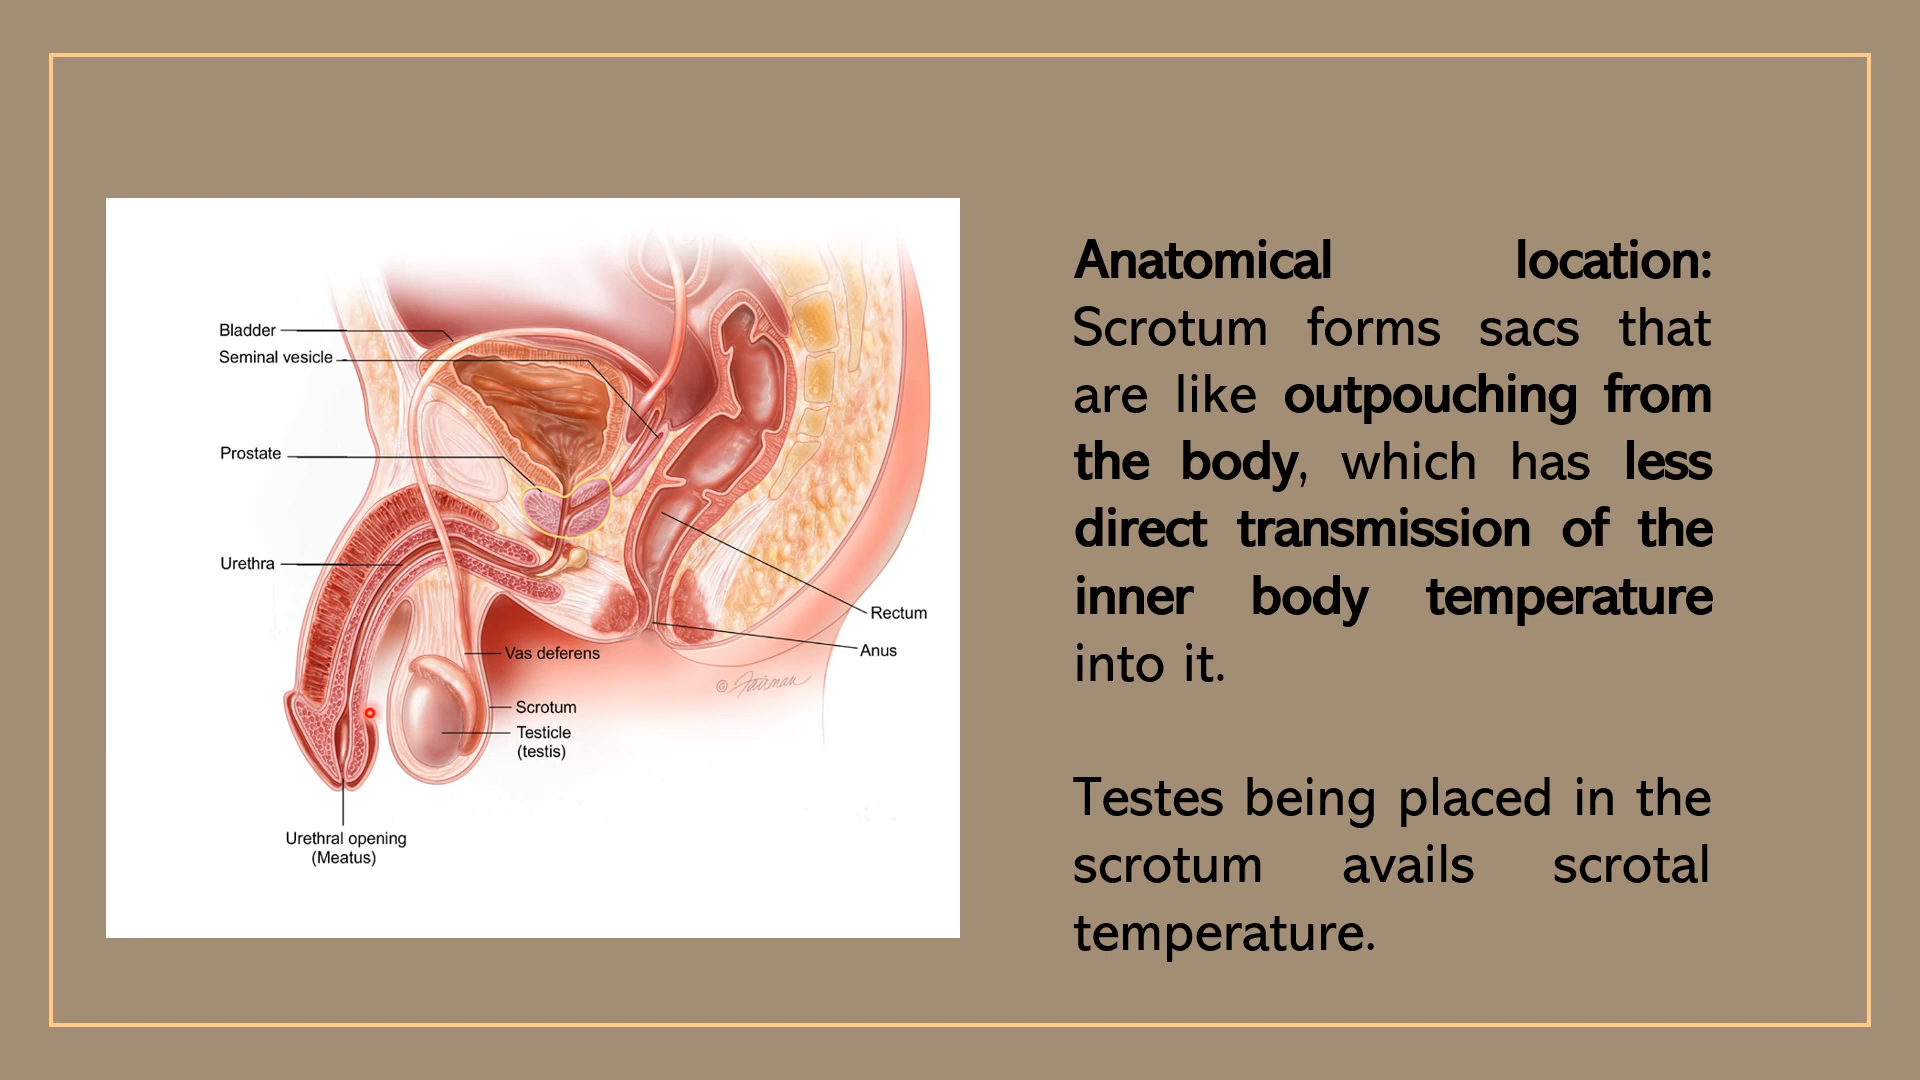 Bladder
Seminal vesicle
Prostate
Urethra
Rectum
Anus
Vas deferens
© Fairman
Scrotum
Testicle
(testis)
Urethral opening
(Meatus)
Anatomical location:
Scrotum forms sacs that
are like outpouching from
the body, which has less
direct transmission of the
inner body temperature
into it.
Testes being placed in the
scrotum avails scrotal
temperature.